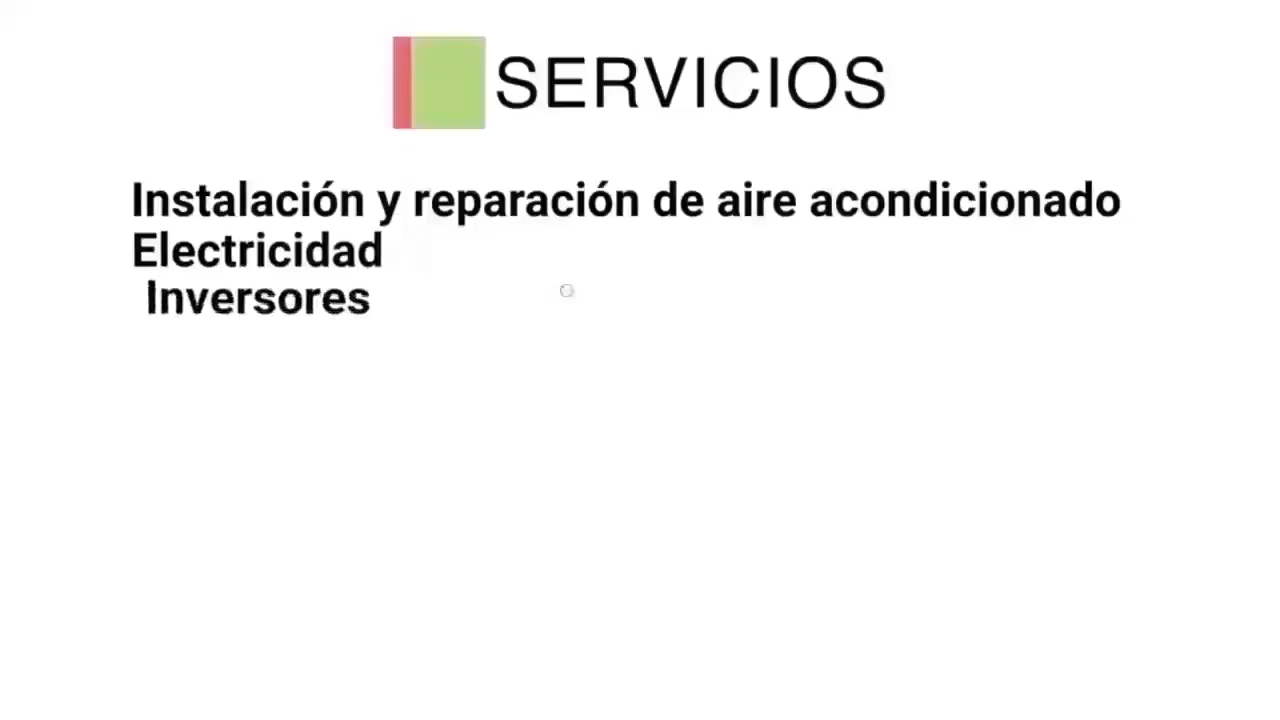 SERVICIOS
Instalación y reparación de aire acondicionado
Electricidad
Inversores